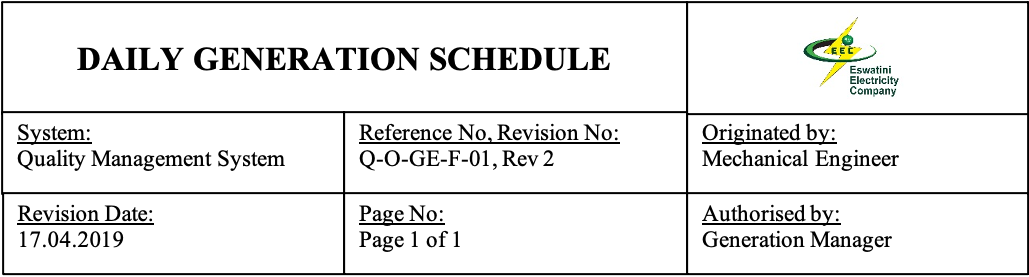 DAILY GENERATION SCHEDULE
EEC
Eswatini
Electricity
Company
System:
Quality Management System
Reference No, Revision No:
Q-O-GE-F-01, Rev 2
Originated by:
Mechanical Engineer
Revision Date:
17.04.2019
Page No:
Page 1 of 1
Authorised by:
Generation Manager